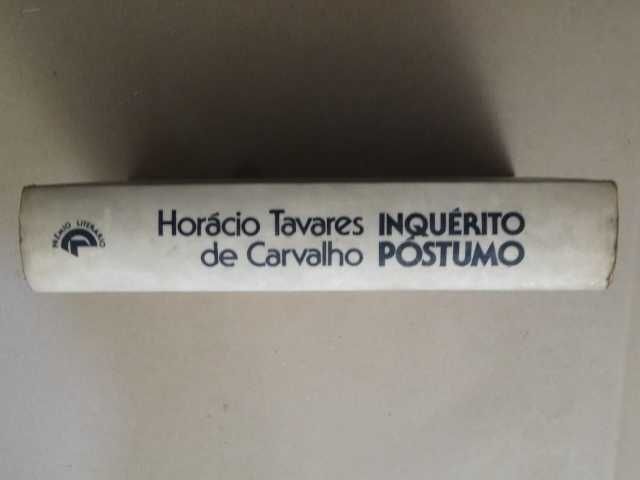 PRÉMIO LITERÁRIO
Horácio Tavares
de Carvalho
INQUÉRITO
PÓSTUMO